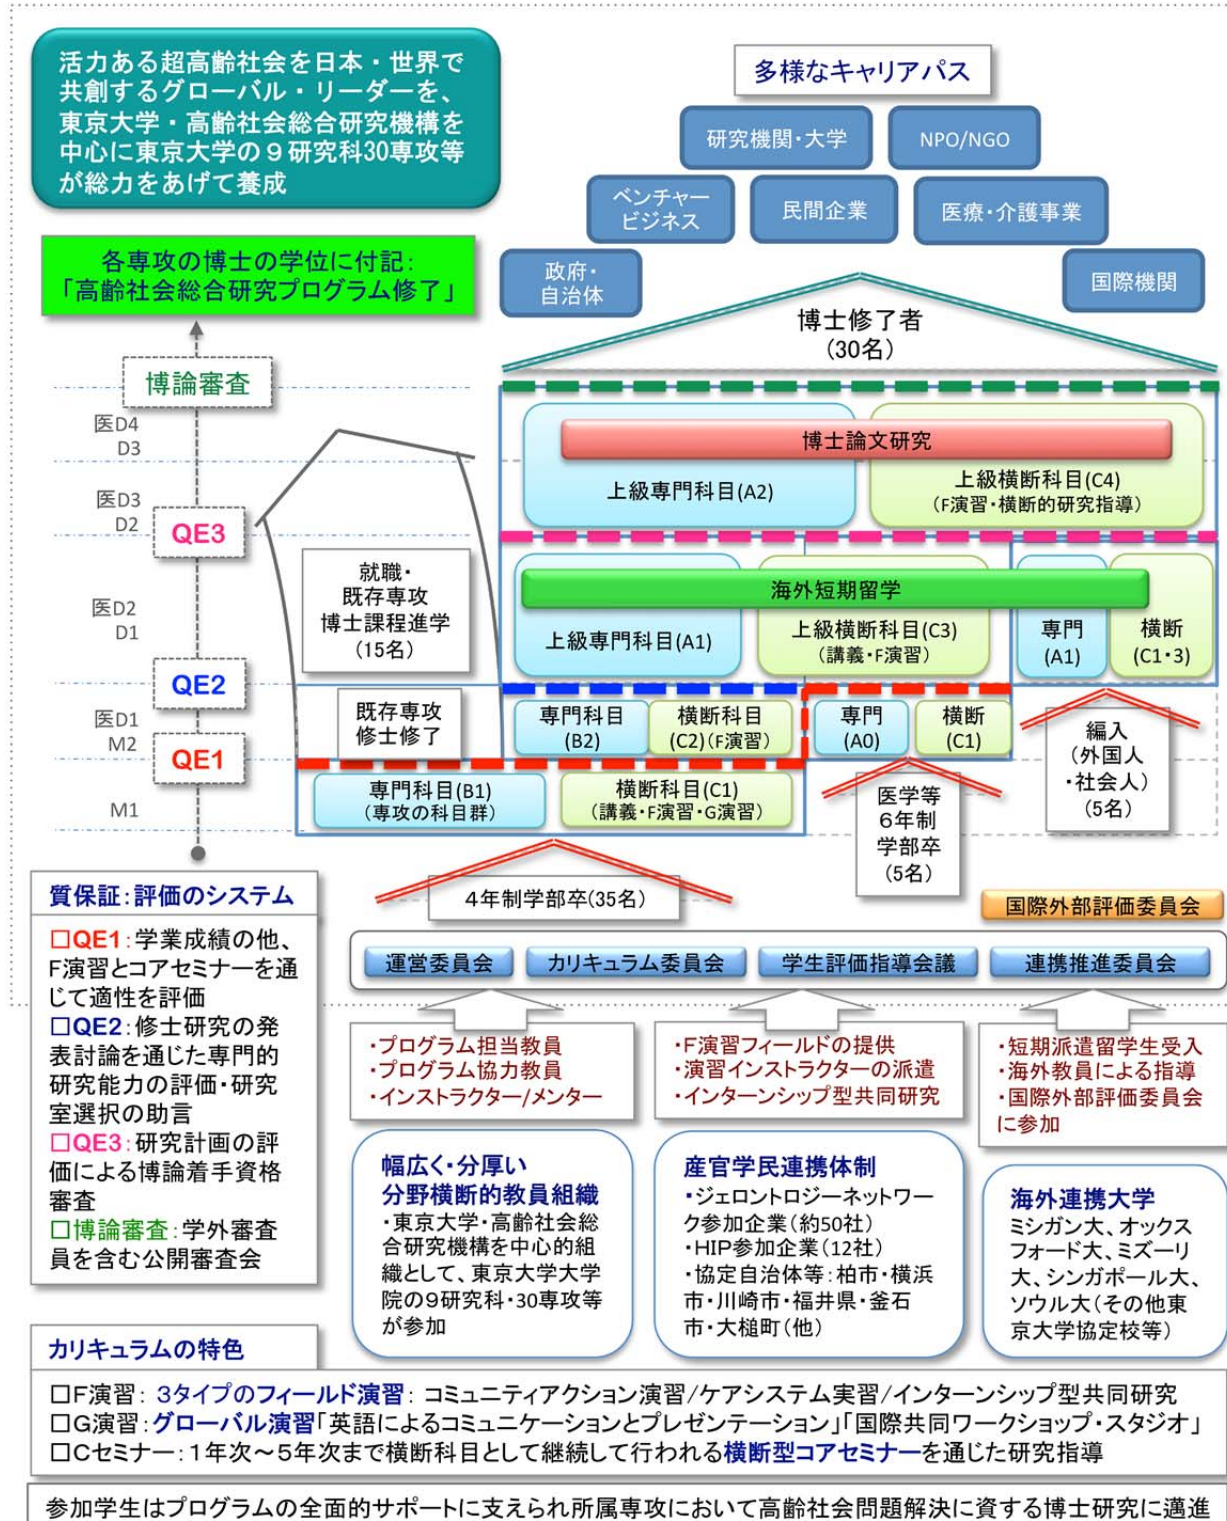 活力ある超高齢社会を日本・世界で
共創するグローバル・リーダーを、
東京大学・高齢社会総合研究機構を
中心に東京大学の９研究科30専攻等
が総力をあげて養成
多様なキャリアパス
研究機関・大学
NPO/NGO
ベンチャー
ビジネス
民間企業
医療・介護事業
政府・
自治体
国際機関
各専攻の博士の学位に付記：
「高齢社会総合研究プログラム修了」
博士修了者
(30名)
博論審査
医D4
D3
医D3
D2
QE3
医D2
D1
QE2
医D1
M2
QE1
M1
博士論文研究
上級専門科目(A2)
上級横断科目(C4)
(F演習・横断的研究指導)
就職・
既存専攻
博士課程進学
(15名)
海外短期留学
上級専門科目(A1)
上級横断科目(C3)
(講義・F演習)
専門
(A1)
横断
(C1・3)
既存専攻
修士修了
専門科目
(B2)
横断科目
(C2)(F演習)
専門
(A0)
横断
(C1)
専門科目(B1)
(専攻の科目群)
横断科目(C1)
(講義・F演習・G演習)
編入
(外国人
・社会人)
(5名)
医学等
６年制
学部卒
(5名)
４年制学部卒(35名)
国際外部評価委員会
運営委員会
カリキュラム委員会
学生評価指導会議
連携推進委員会
質保証：評価のシステム
□QE1：学業成績の他、
F演習とコアセミナーを通
じて適性を評価
□QE2：修士研究の発
表討論を通じた専門的
研究能力の評価・研究
室選択の助言
□QE3：研究計画の評
価による博論着手資格
審査
□博論審査：学外審査
員を含む公開審査会
・プログラム担当教員
・プログラム協力教員
・インストラクター/メンター
・F演習フィールドの提供
・演習インストラクターの派遣
・インターンシップ型共同研究
・短期派遣留学生受入
・海外教員による指導
・国際外部評価委員会
に参加
幅広く・分厚い
分野横断的教員組織
・東京大学・高齢社会総
合研究機構を中心的組
織として、東京大学大学
院の９研究科・30専攻等
が参加
産官学民連携体制
・ジェロントロジーネットワー
ク参加企業(約50社)
・HIP参加企業(12社)
・協定自治体等：柏市・横浜
市・川崎市・福井県・釜石
市・大槌町(他)
海外連携大学
ミシガン大、オックス
フォード大、ミズーリ
大、シンガポール大、
ソウル大(その他東
京大学協定校等)
カリキュラムの特色
□F演習： 3タイプのフィールド演習： コミュニティアクション演習/ケアシステム実習/インターンシップ型共同研究
□G演習：グローバル演習「英語によるコミュニケーションとプレゼンテーション」「国際共同ワークショップ・スタジオ」
□Cセミナー：１年次～５年次まで横断科目として継続して行われる横断型コアセミナーを通じた研究指導
参加学生はプログラムの全面的サポートに支えられ所属専攻において高齢社会問題解決に資する博士研究に邁進